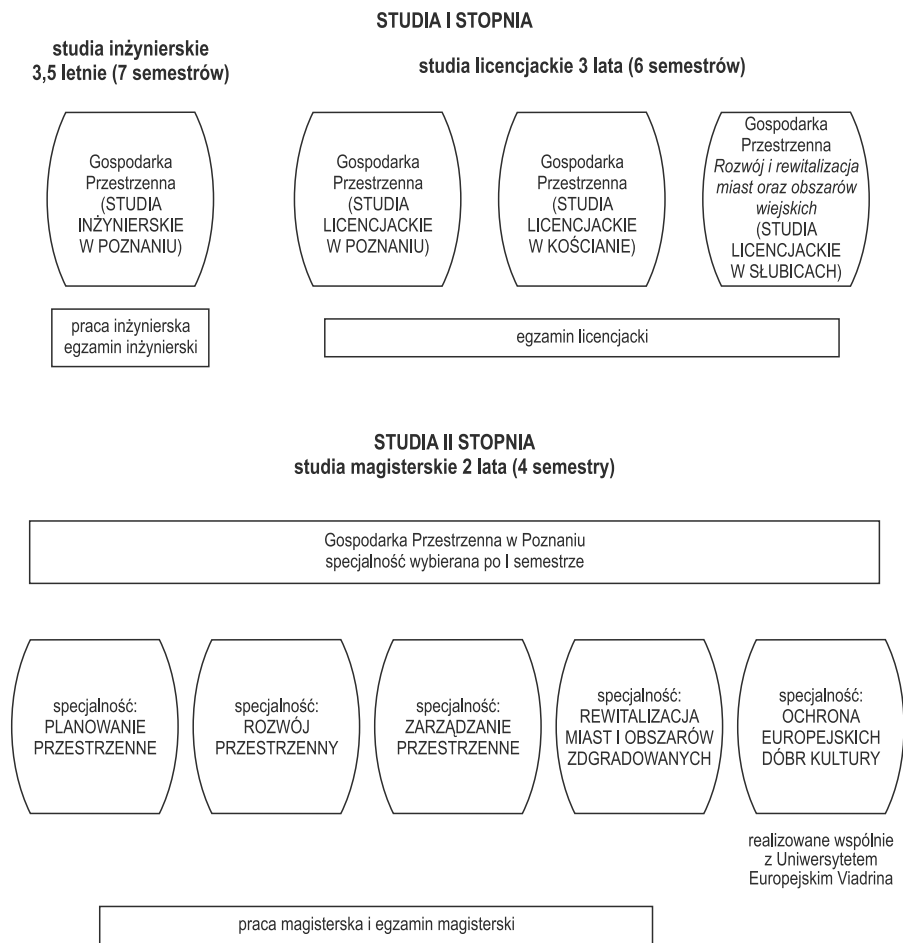 STUDIA I STOPNIA
studia inżynierskie
3,5 letnie (7 semestrów)
studia licencjackie 3 lata (6 semestrów)
Gospodarka
Przestrzenna
(STUDIA
INŻYNIERSKIE
W POZNANIU)
Gospodarka
Przestrzenna
(STUDIA
LICENCJACKIE
W POZNANIU)
Gospodarka
Przestrzenna
(STUDIA
LICENCJACKIE
W KOŚCIANIE)
Gospodarka
Przestrzenna
Rozwój i rewitalizacja
miast oraz obszarów
wiejskich
(STUDIA
LICENCJACKIE
W SŁUBICACH)
praca inżynierska
egzamin inżynierski
egzamin licencjacki
STUDIA II STOPNIA
studia magisterskie 2 lata (4 semestry)
Gospodarka Przestrzenna w Poznaniu
specjalność wybierana po I semestrze
specjalność:
PLANOWANIE
PRZESTRZENNE
specjalność:
ROZWÓJ
PRZESTRZENNY
specjalność:
ZARZĄDZANIE
PRZESTRZENNE
specjalność:
REWITALIZACJA
MIAST I OBSZARÓW
ZDGRADOWANYCH
specjalność:
OCHRONA
EUROPEJSKICH
DÓBR KULTURY
realizowane wspólnie
z Uniwersytetem
Europejskim Viadrina
praca magisterska i egzamin magisterski